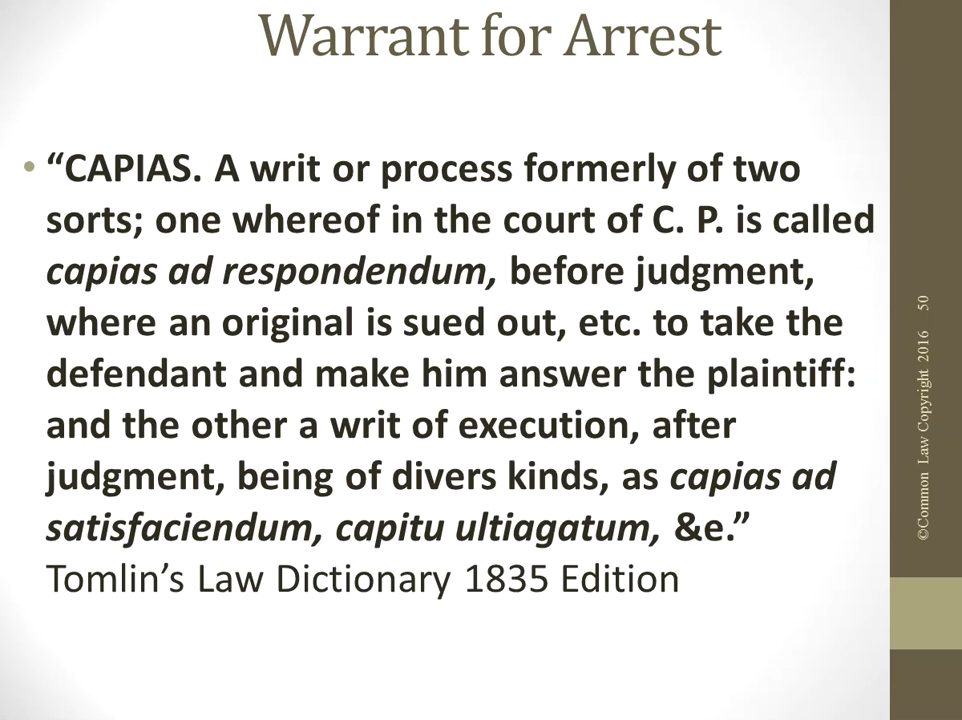 Warrant for Arrest
• “CAPIAS. A writ or process formerly of two
sorts; one whereof in the court of C. P. is called
capias ad respondendum, before judgment,
where an original is sued out, etc. to take the
defendant and make him answer the plaintiff:
and the other a writ of execution, after
judgment, being of divers kinds, as capias ad
satisfaciendum, capitu ultiagatum, &e.”
Tomlin’s Law Dictionary 1835 Edition
©Common Law Copyright 2016 50